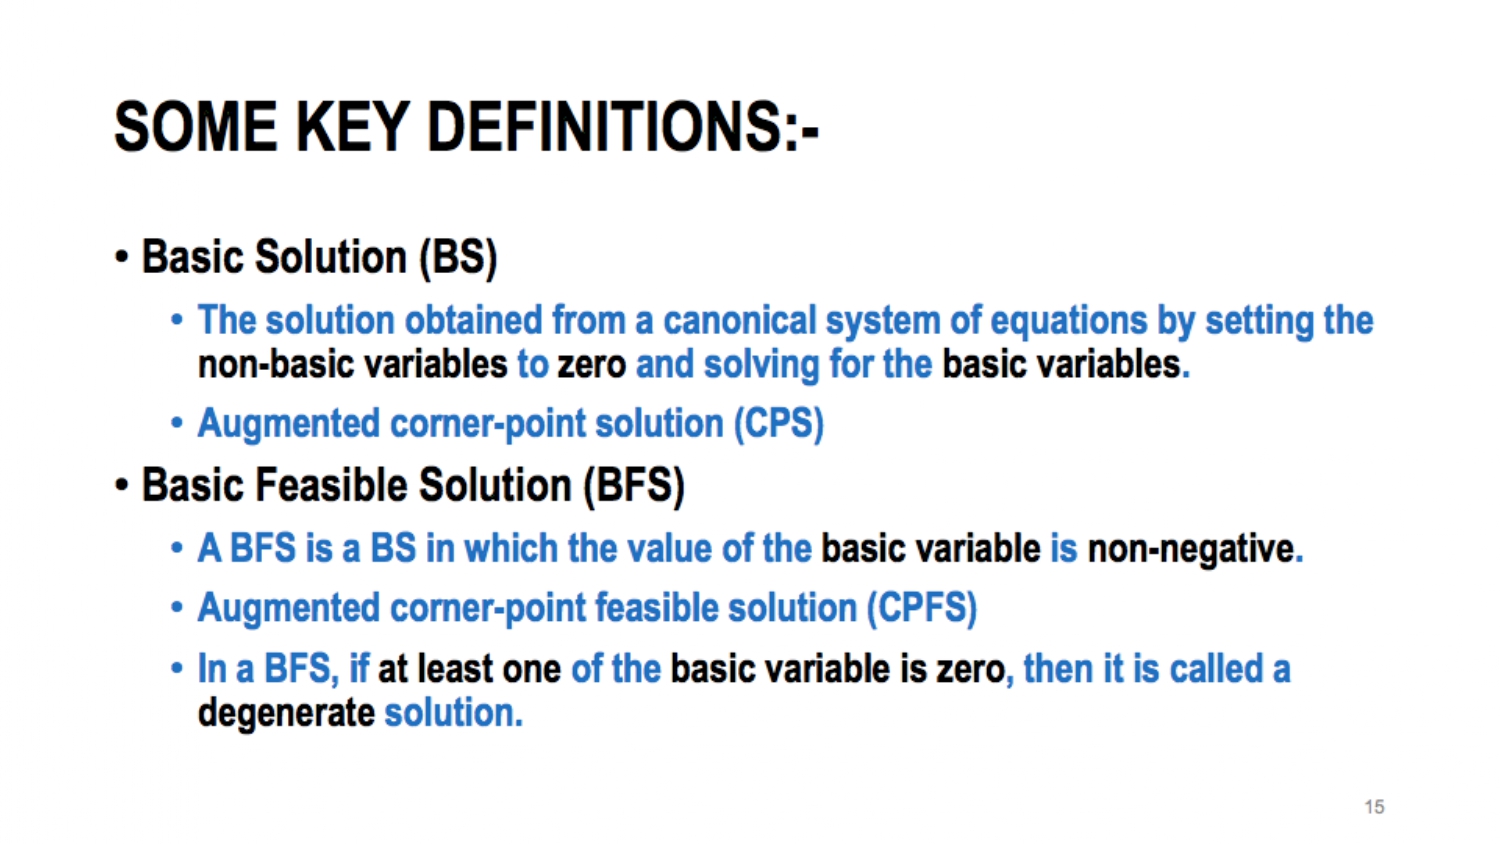 SOME KEY DEFINITIONS:-
• Basic Solution (BS)
• The solution obtained from a canonical system of equations by setting the
non-basic variables to zero and solving for the basic variables.
• Augmented corner-point solution (CPS)
• Basic Feasible Solution (BFS)
• A BFS is a BS in which the value of the basic variable is non-negative.
• Augmented corner-point feasible solution (CPFS)
• In a BFS, if at least one of the basic variable is zero, then it is called a
degenerate solution.
15